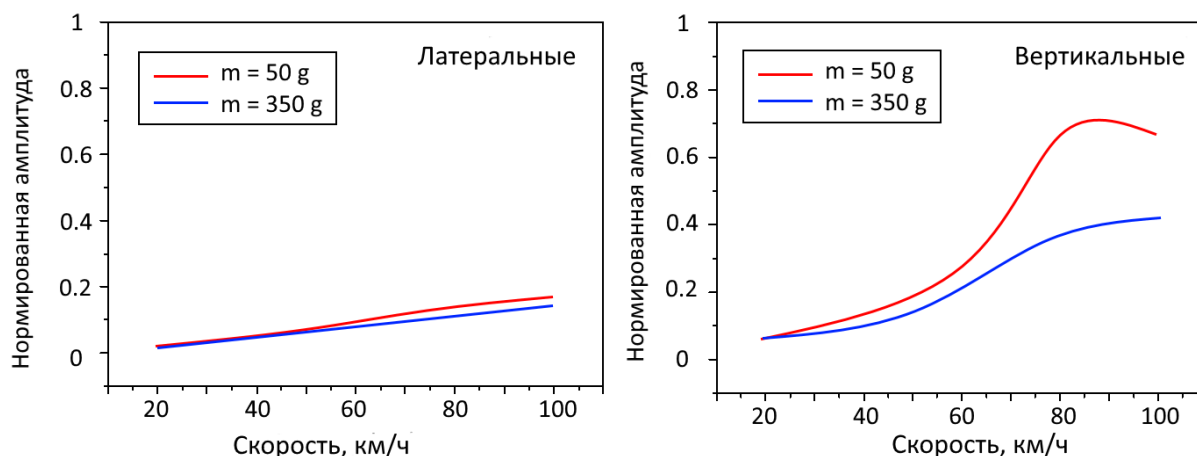 Нормированная амплитуда
1
0.8
0.6
0.4
0.2
0
m = 50 g
m = 350 g
Латеральные
20 40 60 80 100
Скорость, км/ч
Нормированная амплитуда
1
0.8
0.6
0.4
0.2
0
m = 50 g
m = 350 g
Вертикальные
20 40 60 80 100
Скорость, км/ч